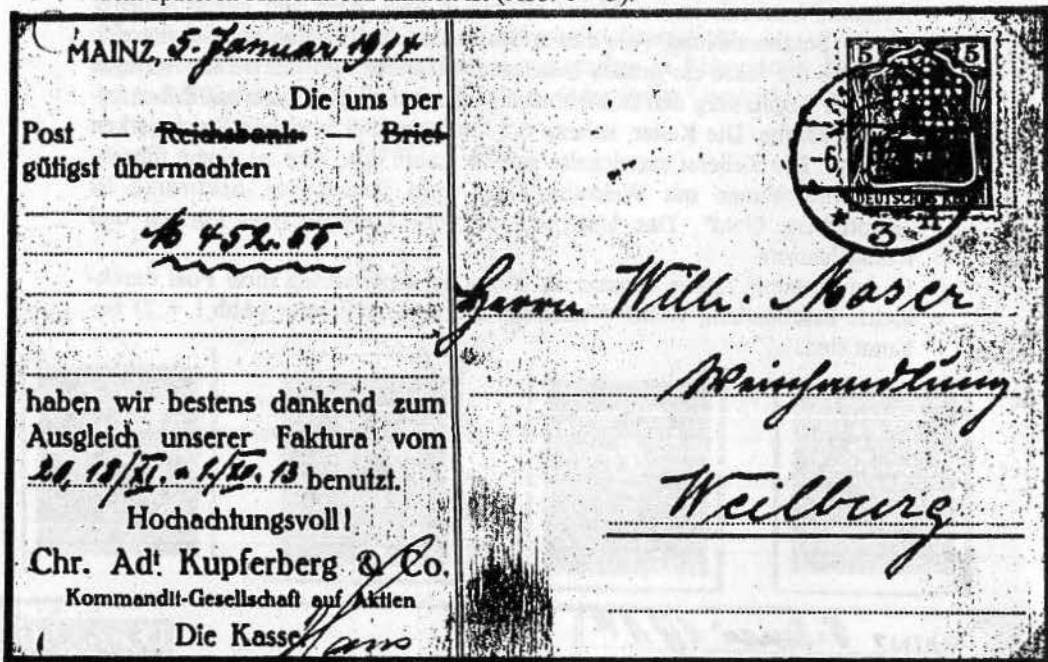 MAINZ, 5. Januar 1914
Die uns per
Post Reichsbank- — Brief
gütigst übermachten
M 452.55
haben wir bestens dankend zum
Ausgleich unserer Faktura vom
20, 18/XI. 13 benutzt.
Hochachtungsvoll!
Chr. Adt. Kupferberg & Co.
Kommandit-Gesellschaft auf Aktien
Die Kasse
5 5
DEUTSCHES REICH
-6
* 3
Herrn Wilh. Moser
Weinhandlung
Weilburg